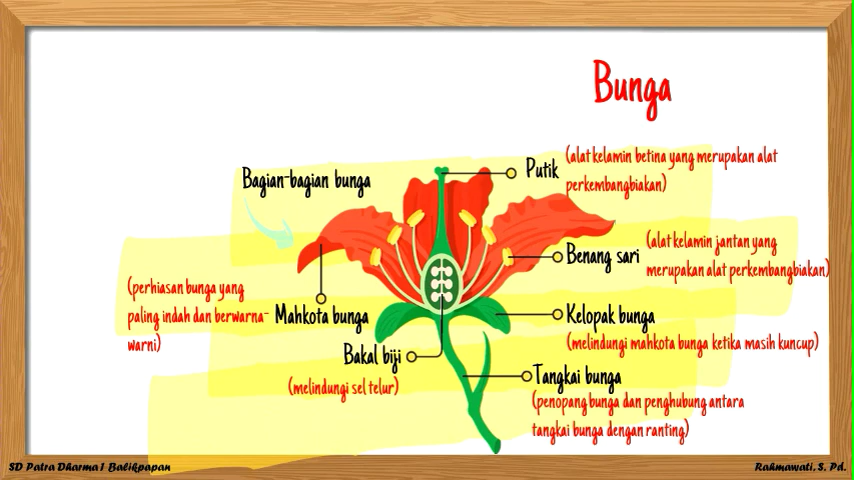 Bunga
Bagian-bagian bunga
Putik
(alat kelamin betina yang merupakan alat
perkembangbiakan)
Benang sari
(alat kelamin jantan yang
merupakan alat perkembangbiakan)
(perhiasan bunga yang
paling indah dan berwarna-
warni)
Mahkota bunga
Kelopak bunga
(melindungi mahkota bunga ketika masih kuncup)
Bakal biji
(melindungi sel telur)
Tangkai bunga
(penopang bunga dan penghubung antara
tangkai bunga dengan ranting)
SD Patra Dharma 1 Balikpapan
Rahmawati, S. Pd.